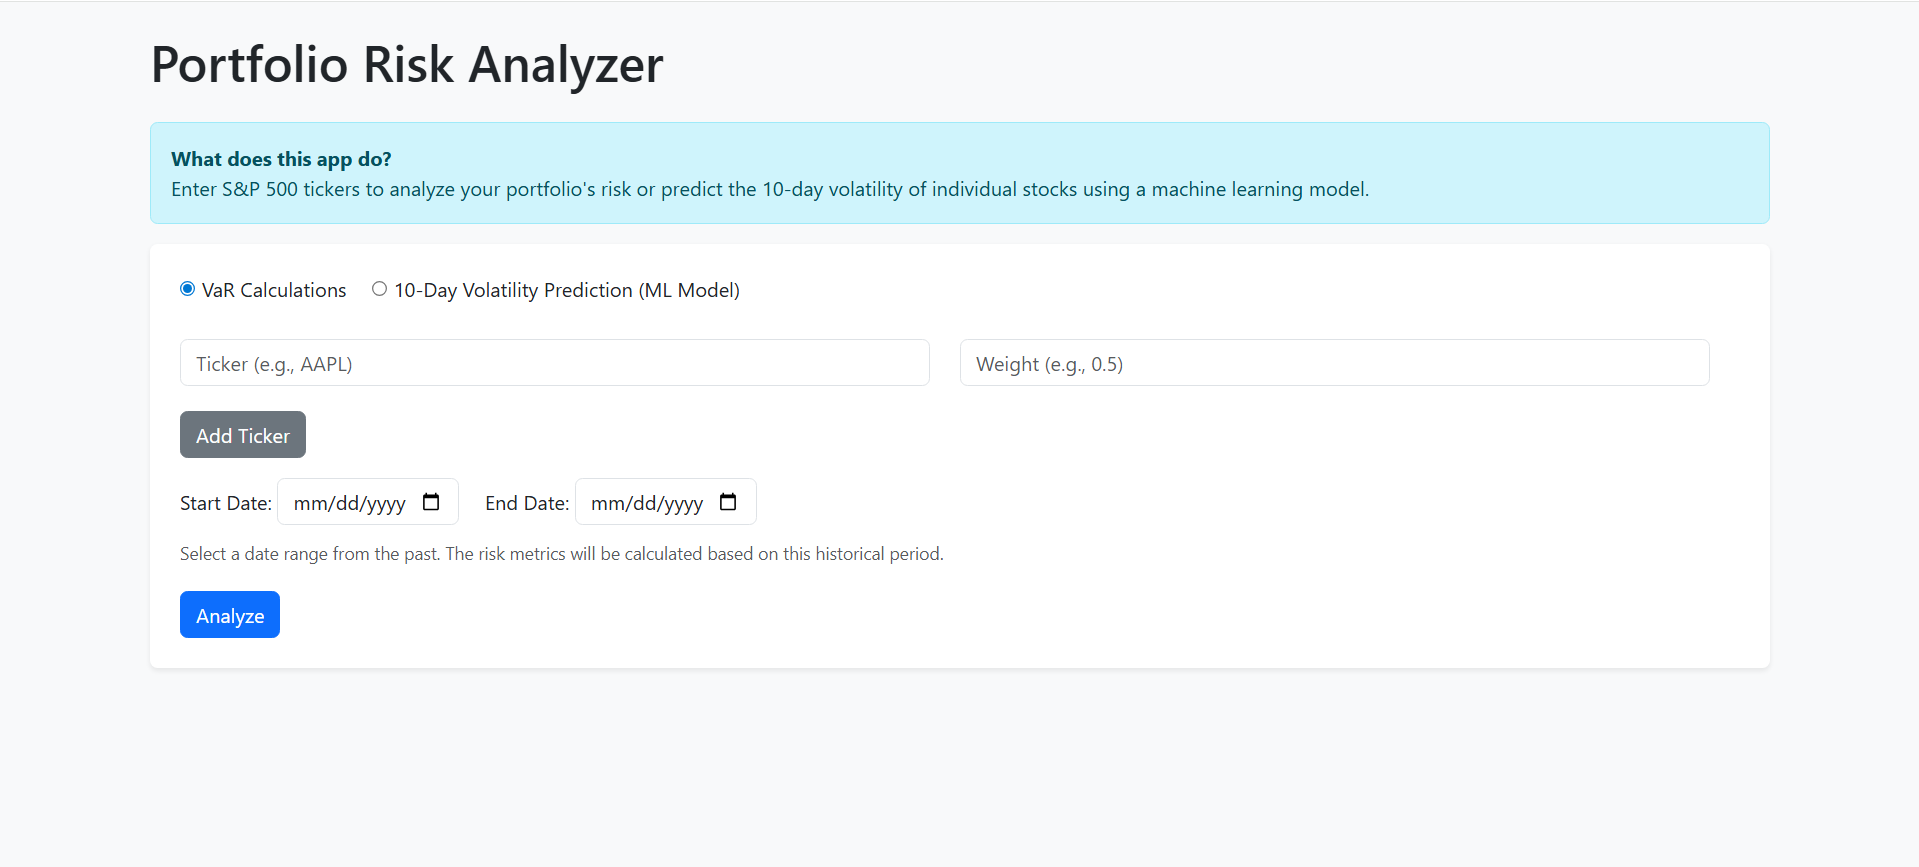 Portfolio Risk Analyzer
What does this app do?
Enter S&P 500 tickers to analyze your portfolio's risk or predict the 10-day volatility of individual stocks using a machine learning model.
VaR Calculations 10-Day Volatility Prediction (ML Model)
Ticker (e.g., AAPL) Weight (e.g., 0.5)
Add Ticker
Start Date: mm/dd/yyyy End Date: mm/dd/yyyy
Select a date range from the past. The risk metrics will be calculated based on this historical period.
Analyze